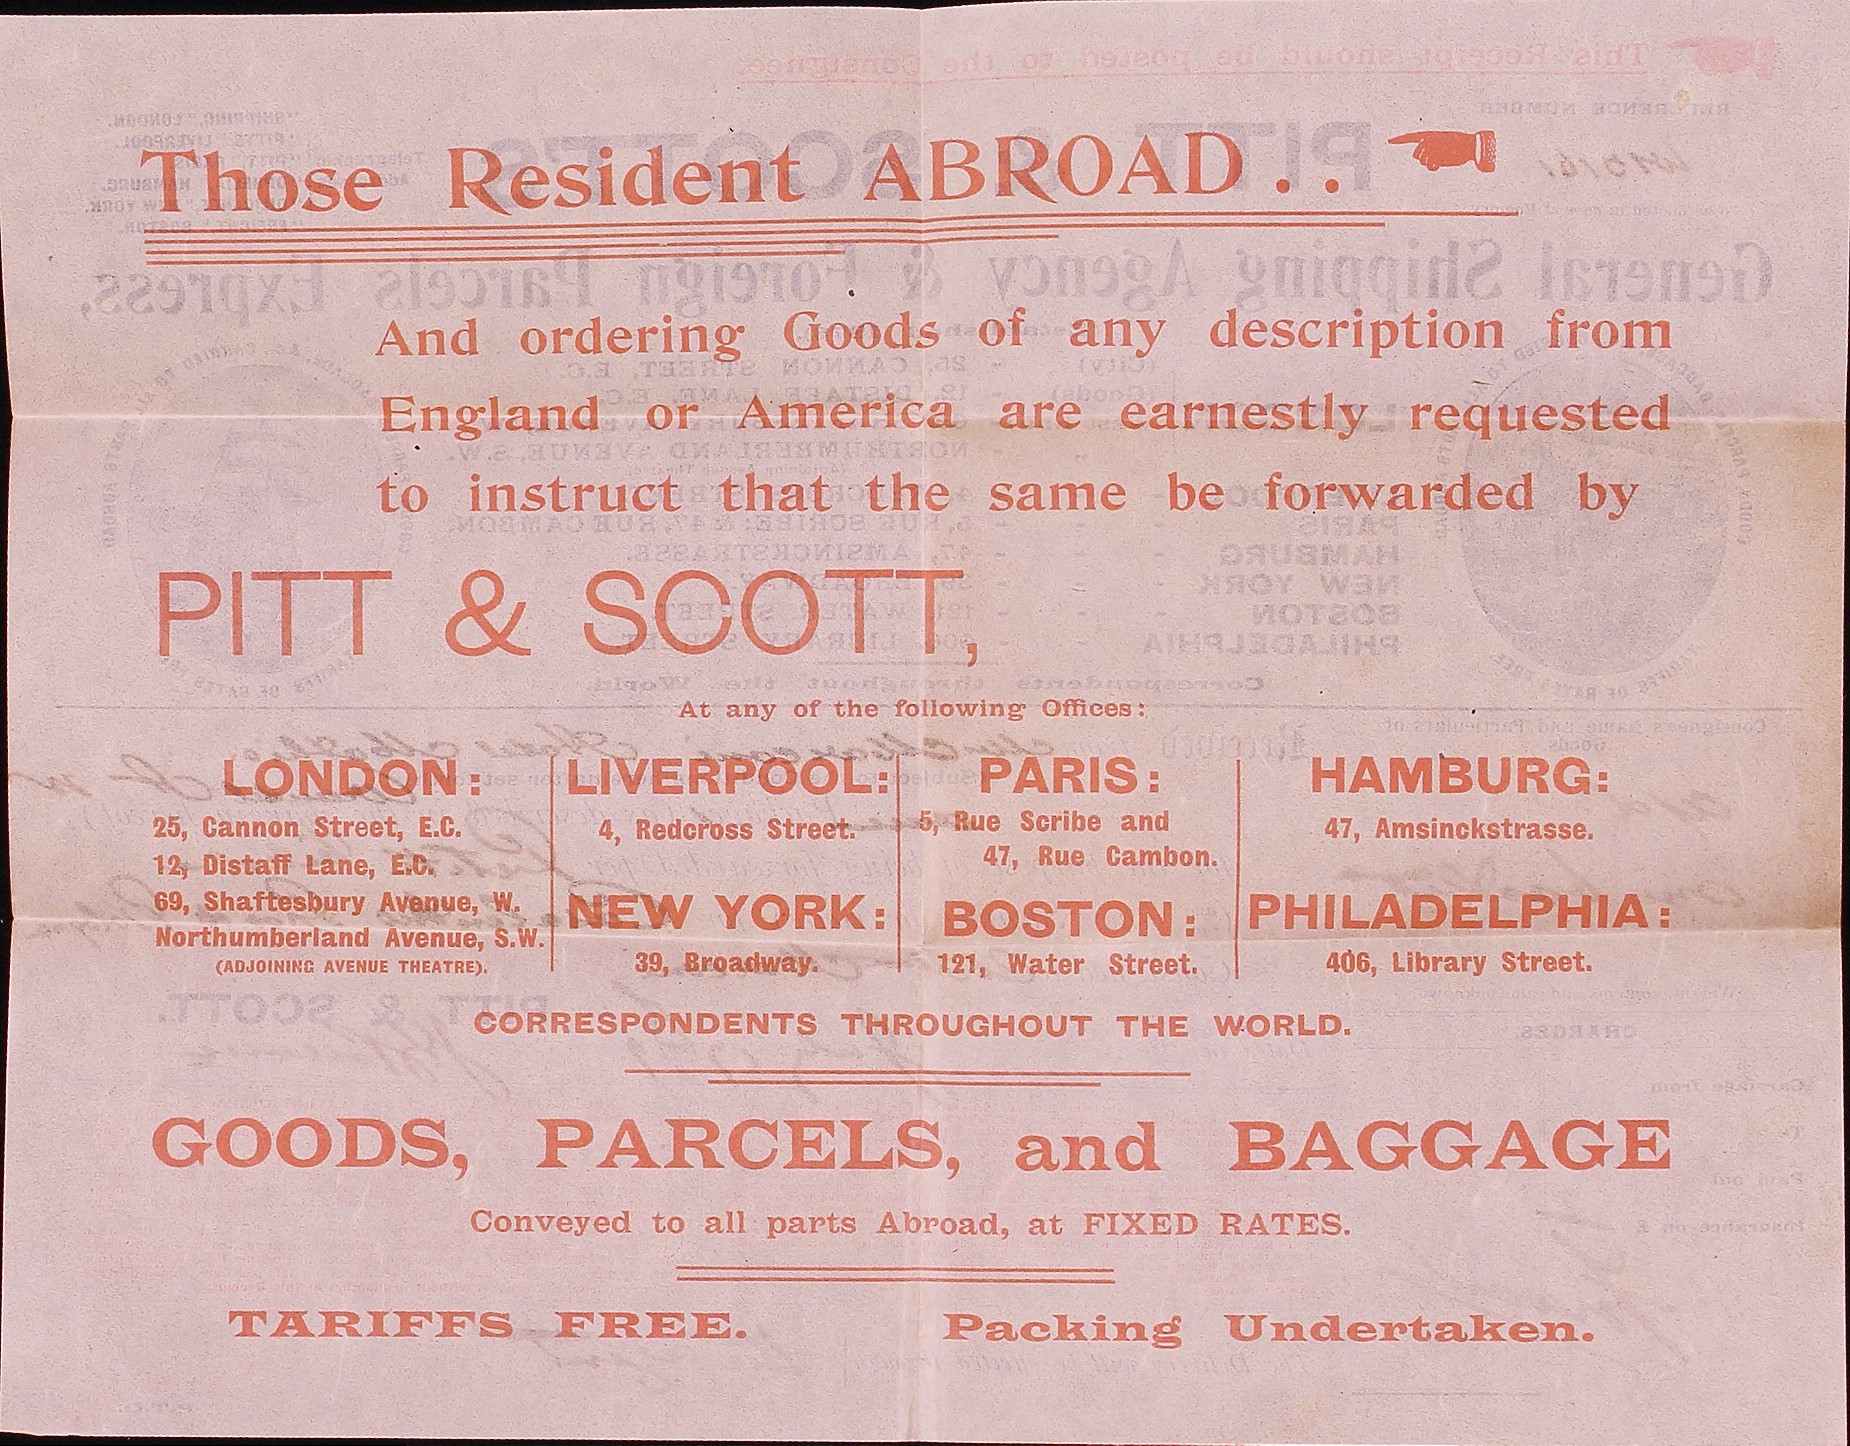 Those Resident ABROAD . .
And ordering Goods of any description from
England or America are earnestly requested
to instruct that the same be forwarded by
PITT & SCOTT,
At any of the following Offices:
LONDON:
25, Cannon Street, E.C.
12, Distaff Lane, E.C.
69, Shaftesbury Avenue, W.
Northumberland Avenue, S.W.
(ADJOINING AVENUE THEATRE).
LIVERPOOL:
4, Redcross Street.
NEW YORK:
39, Broadway.
PARIS:
5, Rue Scribe and
47, Rue Cambon.
BOSTON:
121, Water Street.
HAMBURG:
47, Amsinckstrasse.
PHILADELPHIA:
406, Library Street.
CORRESPONDENTS THROUGHOUT THE WORLD.
GOODS, PARCELS, and BAGGAGE
Conveyed to all parts Abroad, at FIXED RATES.
TARIFFS FREE.
Packing Undertaken.